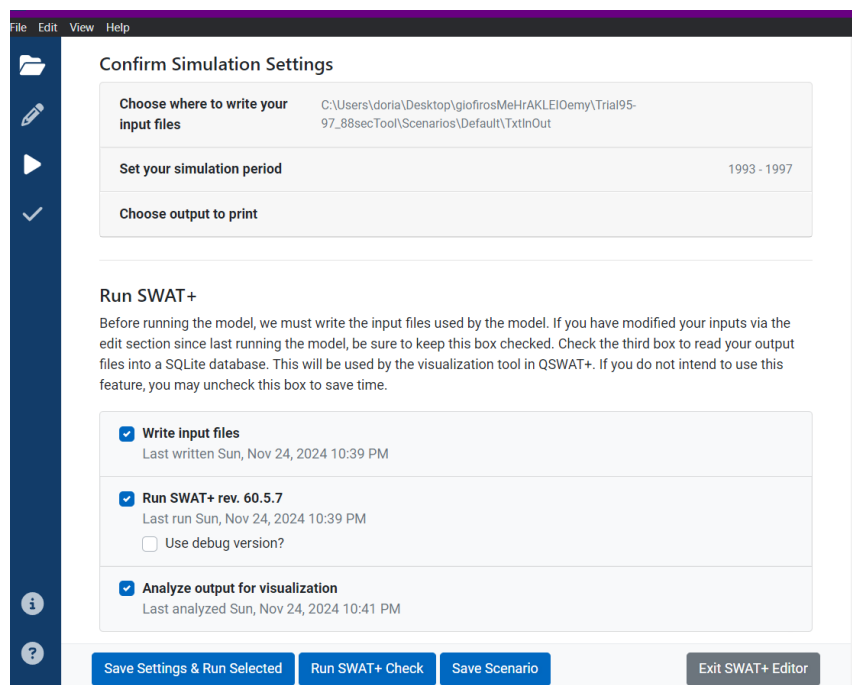 File Edit View Help
Confirm Simulation Settings
Choose where to write your
input files
C:\Users\doria\Desktop\giofirosMeHrAKLEIOemy\Trial95-
97_88secTool\Scenarios\Default\TxtInOut
Set your simulation period
1993 - 1997
Choose output to print
Run SWAT+
Before running the model, we must write the input files used by the model. If you have modified your inputs via the
edit section since last running the model, be sure to keep this box checked. Check the third box to read your output
files into a SQLite database. This will be used by the visualization tool in QSWAT+. If you do not intend to use this
feature, you may uncheck this box to save time.
Write input files
Last written Sun, Nov 24, 2024 10:39 PM
Run SWAT+ rev. 60.5.7
Last run Sun, Nov 24, 2024 10:39 PM
Use debug version?
Analyze output for visualization
Last analyzed Sun, Nov 24, 2024 10:41 PM
Save Settings & Run Selected
Run SWAT+ Check
Save Scenario
Exit SWAT+ Editor